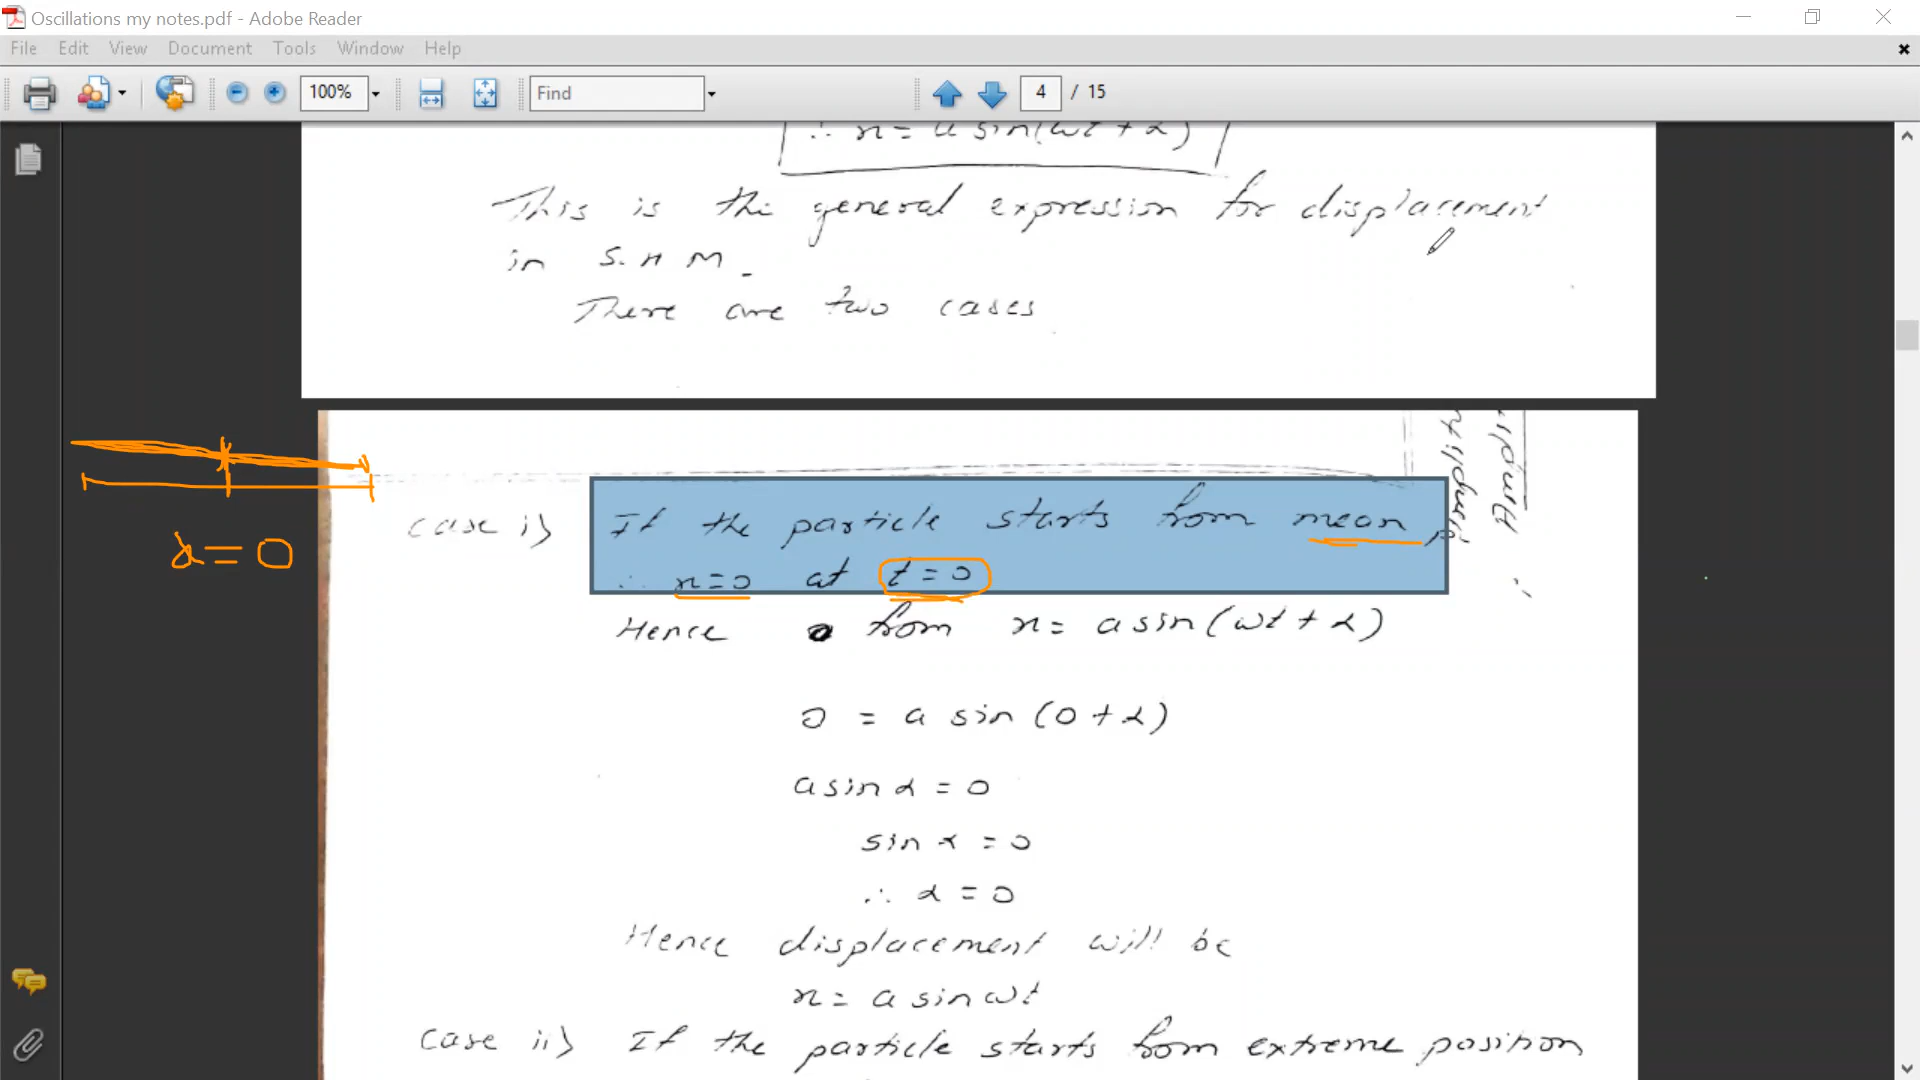 Oscillations my notes.pdf - Adobe Reader
File Edit View Document Tools Window Help
100% Find 4 / 15
∴ x = a sin(ωt + α)
This is the general expression for displacement
in S.H.M.
There are two cases
Amplitude
case i) If the particle starts from mean
∴ x=0 at t=0
α=0
Hence from x= a sin(ωt + α)
0 = a sin (0 + α)
a sin α = 0
sin α = 0
∴ α = 0
Hence displacement will be
x = a sin ωt
case ii) If the particle starts from extreme position